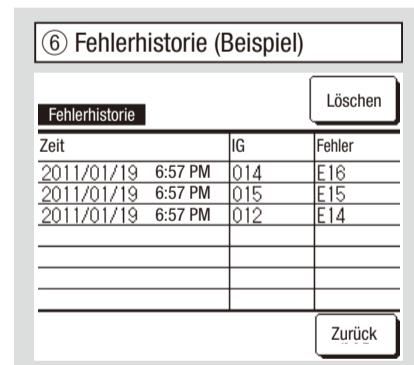 ⑥ Fehlerhistorie (Beispiel)
Löschen
Fehlerhistorie
Zeit IG Fehler
2011/01/19 6:57 PM 014 E16
2011/01/19 6:57 PM 015 E15
2011/01/19 6:57 PM 012 E14
Zurück